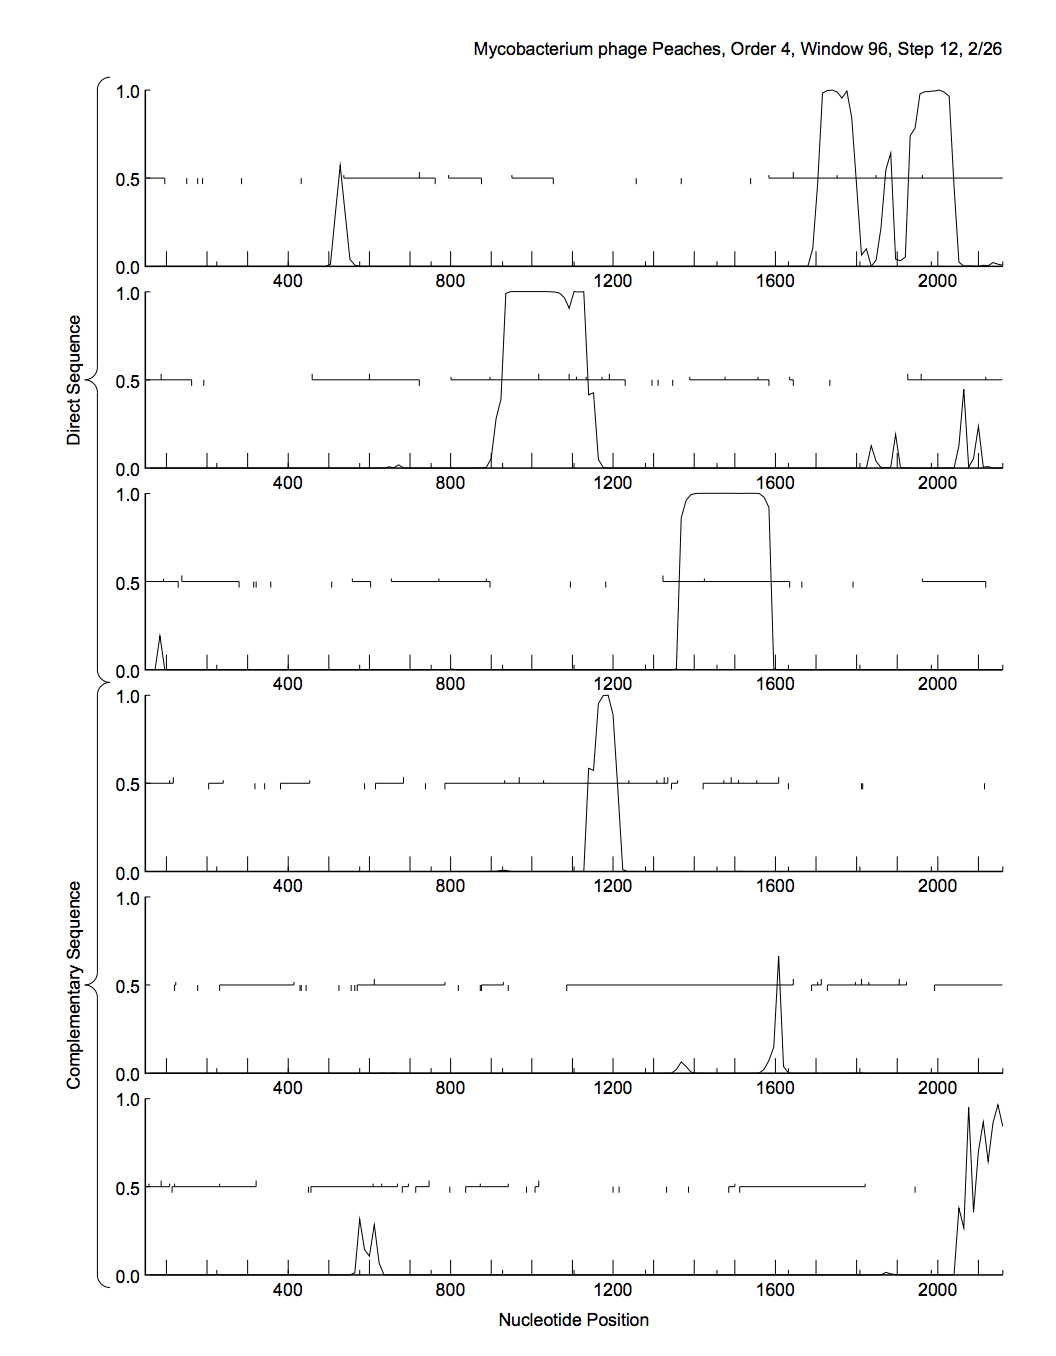 Mycobacterium phage Peaches, Order 4, Window 96, Step 12, 2/26
Direct Sequence
1.0
0.5
0.0
400 800 1200 1600 2000
1.0
0.5
0.0
400 800 1200 1600 2000
1.0
0.5
0.0
400 800 1200 1600 2000
Complementary Sequence
1.0
0.5
0.0
400 800 1200 1600 2000
1.0
0.5
0.0
400 800 1200 1600 2000
1.0
0.5
0.0
400 800 1200 1600 2000
Nucleotide Position